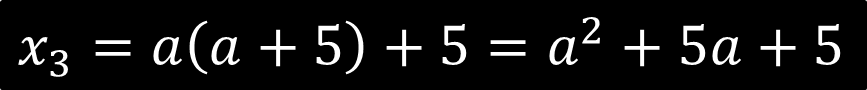 x₃ = a(a + 5) + 5 = a² + 5a + 5